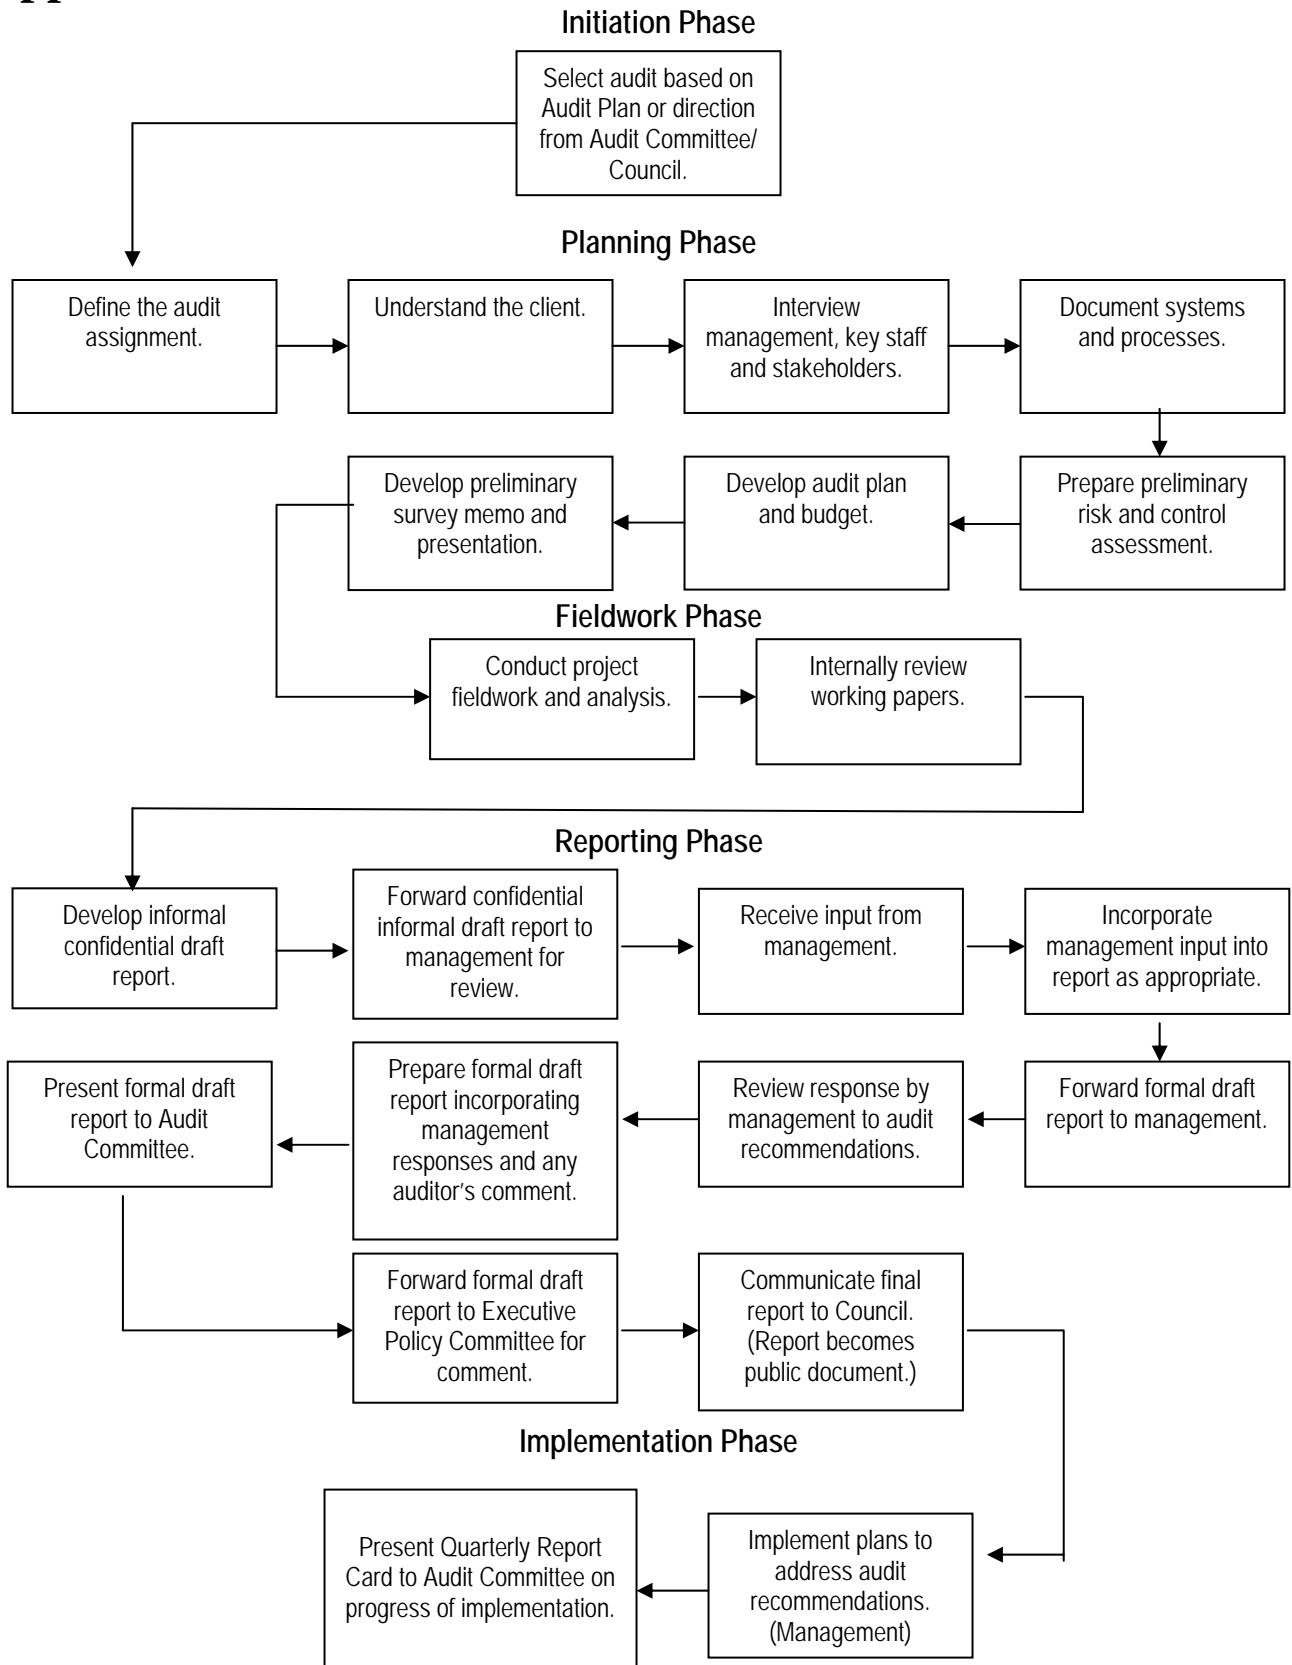 Initiation Phase
Select audit based on
Audit Plan or direction
from Audit Committee/
Council.
Planning Phase
Define the audit
assignment.
Understand the client.
Interview
management, key staff
and stakeholders.
Document systems
and processes.
Prepare preliminary
risk and control
assessment.
Develop audit plan
and budget.
Develop preliminary
survey memo and
presentation.
Fieldwork Phase
Conduct project
fieldwork and analysis.
Internally review
working papers.
Reporting Phase
Develop informal
confidential draft
report.
Forward confidential
informal draft report to
management for
review.
Receive input from
management.
Incorporate
management input into
report as appropriate.
Forward formal draft
report to management.
Review response by
management to audit
recommendations.
Prepare formal draft
report incorporating
management
responses and any
auditor's comment.
Present formal draft
report to Audit
Committee.
Forward formal draft
report to Executive
Policy Committee for
comment.
Communicate final
report to Council.
(Report becomes
public document.)
Implementation Phase
Implement plans to
address audit
recommendations.
(Management)
Present Quarterly Report
Card to Audit Committee on
progress of implementation.